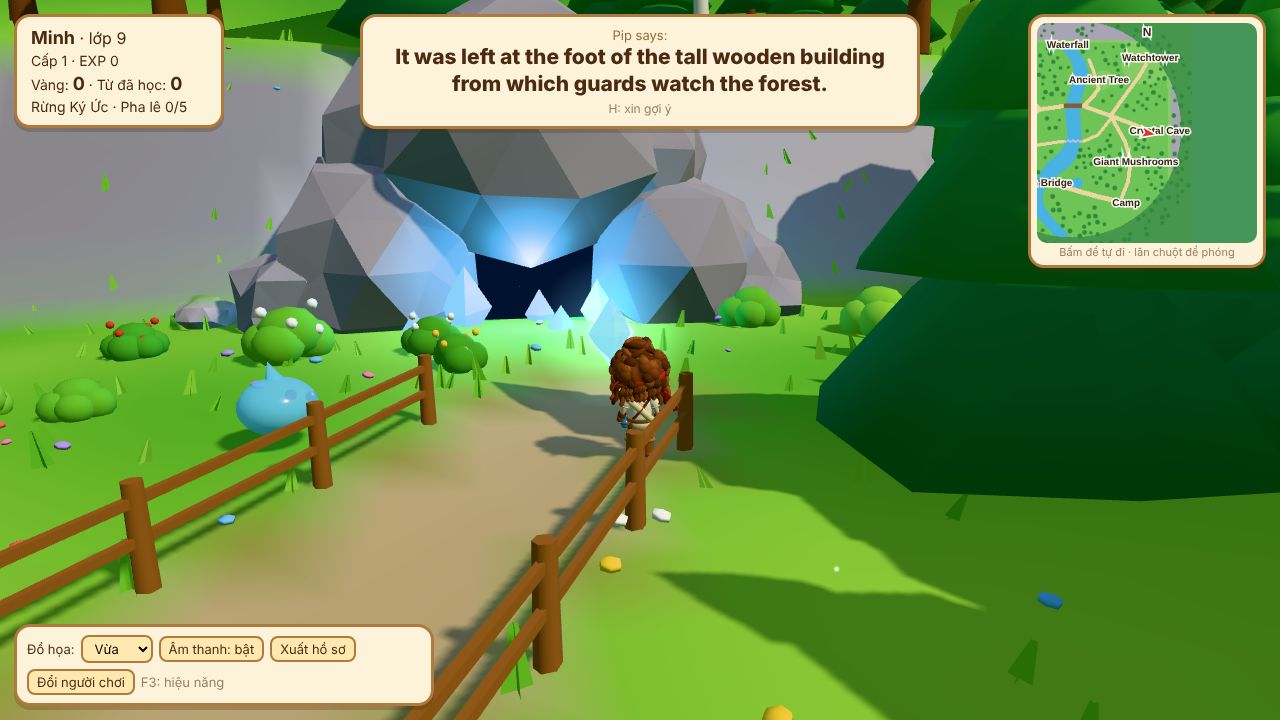 Minh · lớp 9
Cấp 1 · EXP 0
Vàng: 0 · Từ đã học: 0
Rừng Ký Ức · Pha lê 0/5
Pip says:
It was left at the foot of the tall wooden building
from which guards watch the forest.
H: xin gợi ý
N
Waterfall
Watchtower
Ancient Tree
Crystal Cave
Giant Mushrooms
Bridge
Camp
Bấm để tự đi · lăn chuột để phóng
Đồ họa: Vừa Âm thanh: bật Xuất hồ sơ
Đổi người chơi F3: hiệu năng